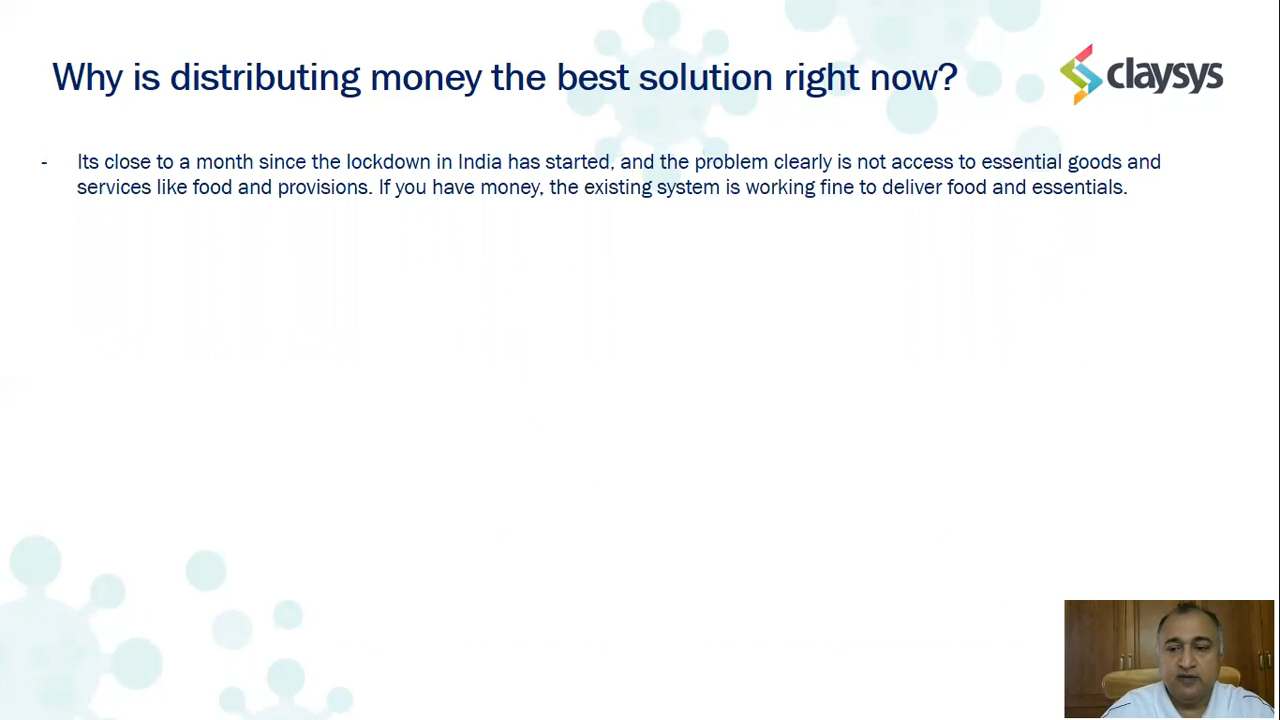 Why is distributing money the best solution right now?
claysys
- Its close to a month since the lockdown in India has started, and the problem clearly is not access to essential goods and
services like food and provisions. If you have money, the existing system is working fine to deliver food and essentials.